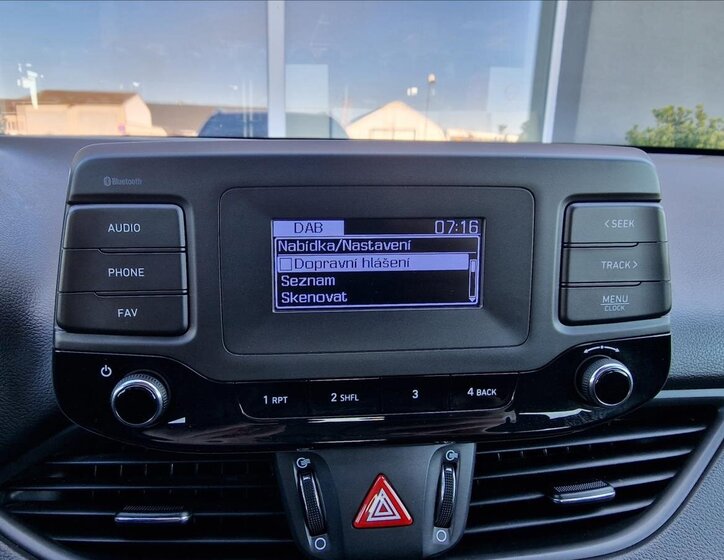 Bluetooth
AUDIO
PHONE
FAV
DAB 07:16
Nabídka/Nastavení
Dopravní hlášení
Seznam
Skenovat
< SEEK
TRACK >
MENU
CLOCK
1 RPT
2 SHFL
3
4 BACK